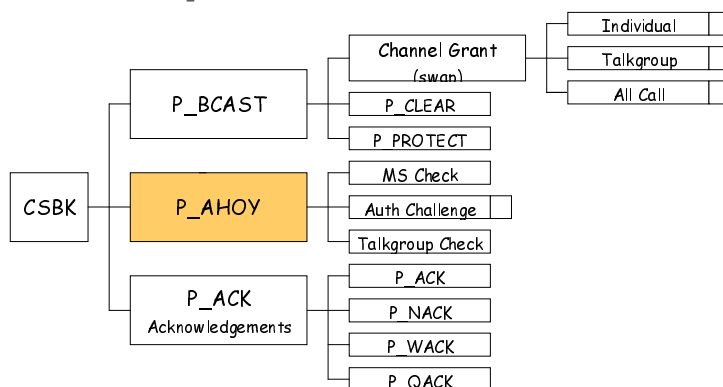 Individual
Channel Grant
(swap)
Talkgroup
All Call
P_BCAST
P_CLEAR
P_PROTECT
MS Check
CSBK
P_AHOY
Auth Challenge
Talkgroup Check
P_ACK
Acknowledgements
P_ACK
P_NACK
P_WACK
P_QACK